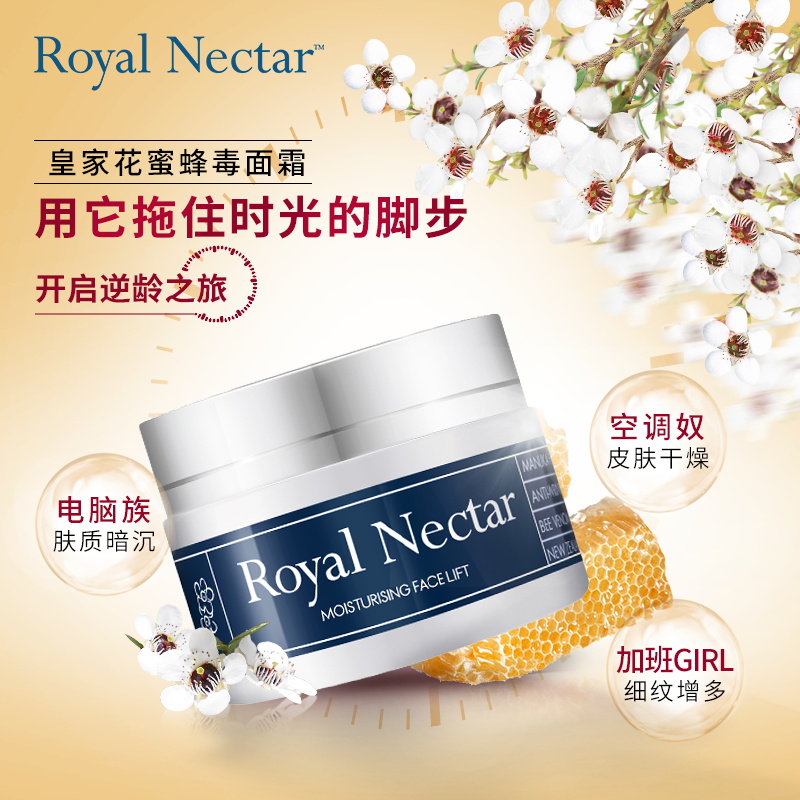 Royal Nectar™
皇家花蜜蜂毒面霜
用它拖住时光的脚步
开启逆龄之旅
空调奴
皮肤干燥
电脑族
肤质暗沉
Royal Nectar
MOISTURISING FACE LIFT
BEE VENOM
加班GIRL
细纹增多